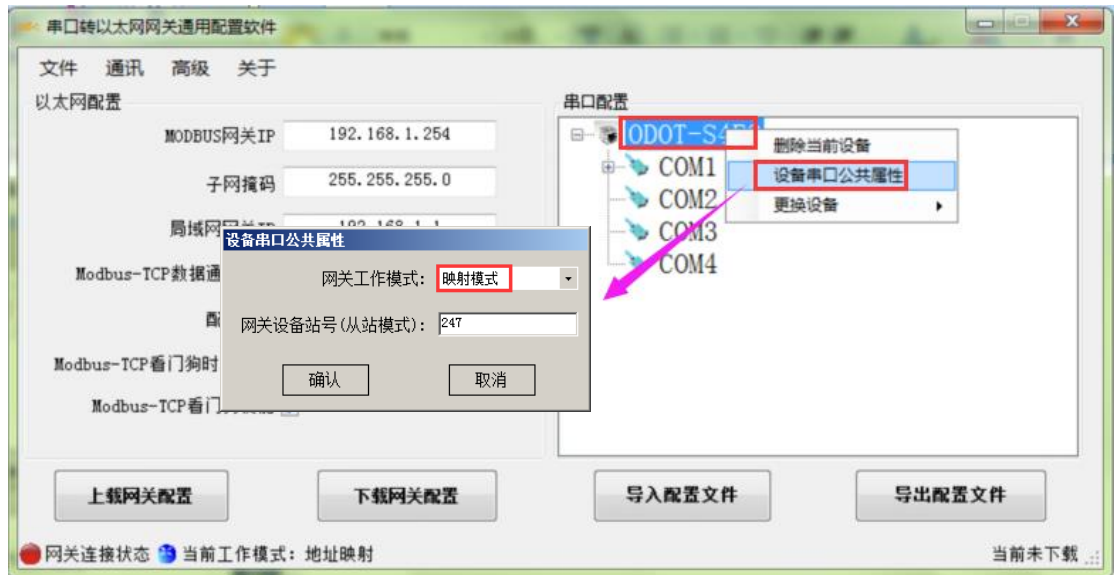 串口转以太网网关通用配置软件
文件 通讯 高级 关于
以太网配置
MODBUS网关IP 192.168.1.254
子网掩码 255.255.255.0
局域网
Modbus-TCP数据通
Modbus-TCP看门狗时
Modbus-TCP看门
串口配置
ODOT-S4
COM1
COM2
COM3
COM4
删除当前设备
设备串口公共属性
更换设备
设备串口公共属性
网关工作模式： 映射模式
网关设备站号(从站模式)： 247
确认 取消
上载网关配置 下载网关配置 导入配置文件 导出配置文件
网关连接状态 当前工作模式：地址映射 当前未下载